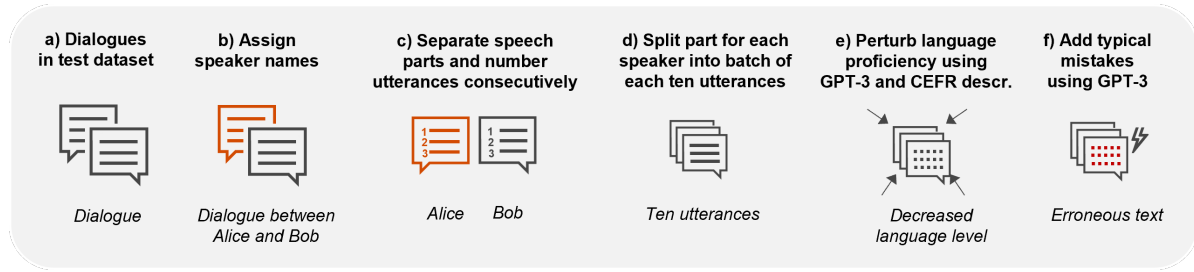 a) Dialogues
in test dataset
b) Assign
speaker names
c) Separate speech
parts and number
utterances consecutively
d) Split part for each
speaker into batch of
each ten utterances
e) Perturb language
proficiency using
GPT-3 and CEFR descr.
f) Add typical
mistakes
using GPT-3
1
2
3
1
2
3
Dialogue
Dialogue between
Alice and Bob
Alice
Bob
Ten utterances
Decreased
language level
Erroneous text